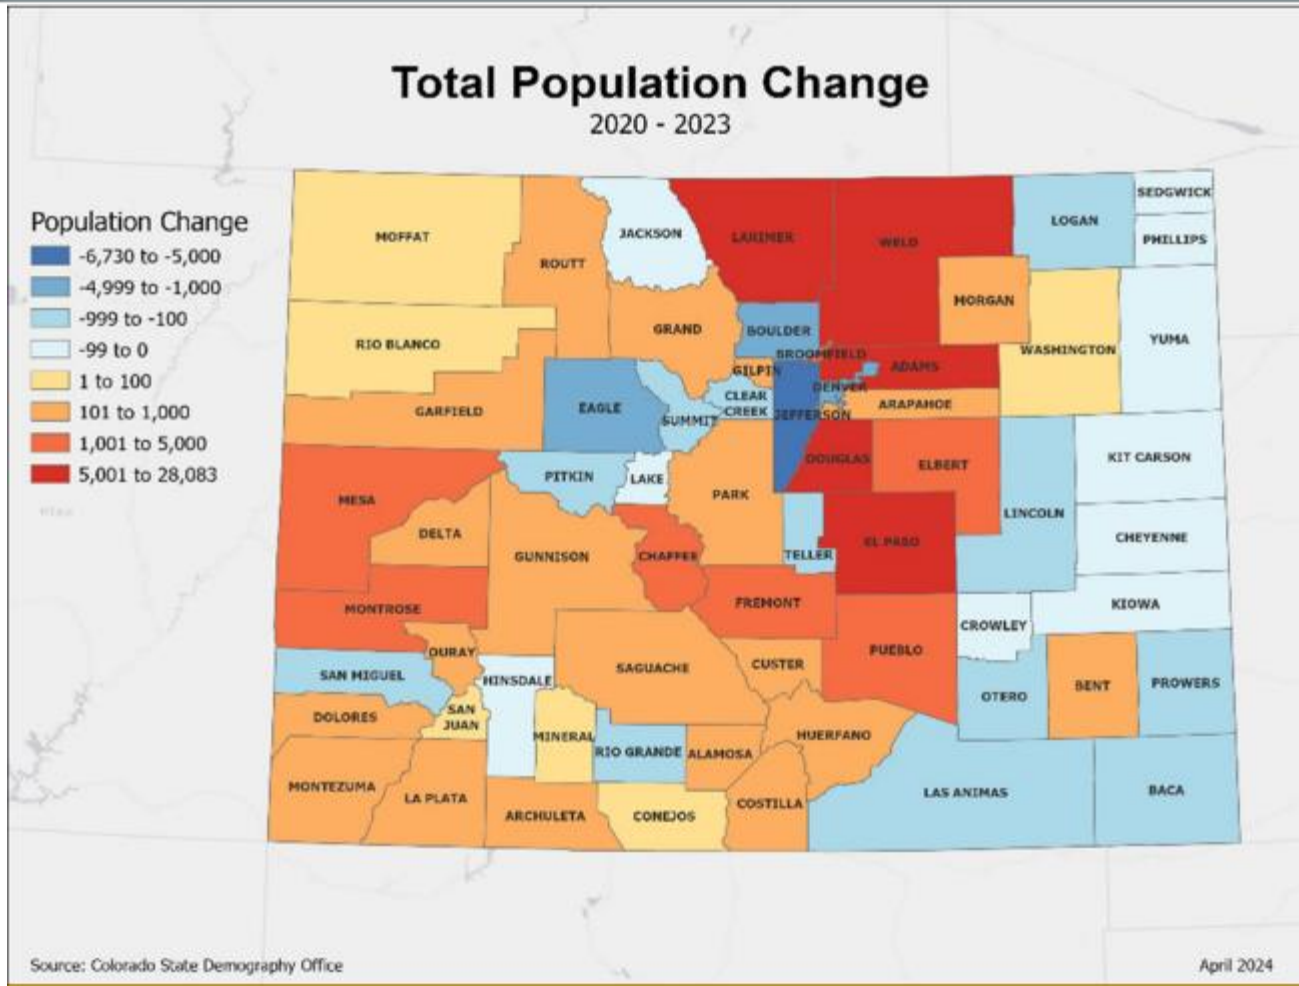 Total Population Change
2020 - 2023
Population Change
-6,730 to -5,000
-4,999 to -1,000
-999 to -100
-99 to 0
1 to 100
101 to 1,000
1,001 to 5,000
5,001 to 28,083
MOFFAT
ROUTT
JACKSON
LARIMER
WELD
LOGAN
SEDGWICK
PHILLIPS
RIO BLANCO
GRAND
BOULDER
BROOMFIELD
MORGAN
WASHINGTON
YUMA
GARFIELD
EAGLE
SUMMIT
GILPIN
CLEAR
CREEK
JEFFERSON
DENVER
ADAMS
ARAPAHOE
MESA
PITKIN
LAKE
PARK
DOUGLAS
ELBERT
LINCOLN
KIT CARSON
DELTA
GUNNISON
CHAFFEE
TELLER
EL PASO
CHEYENNE
MONTROSE
FREMONT
CROWLEY
KIOWA
OURAY
SAN MIGUEL
HINSDALE
SAGUACHE
CUSTER
PUEBLO
OTERO
BENT
PROWERS
DOLORES
SAN
JUAN
MINERAL
RIO GRANDE
ALAMOSA
HUERFANO
MONTEZUMA
LA PLATA
ARCHULETA
CONEJOS
COSTILLA
LAS ANIMAS
BACA
Source: Colorado State Demography Office
April 2024